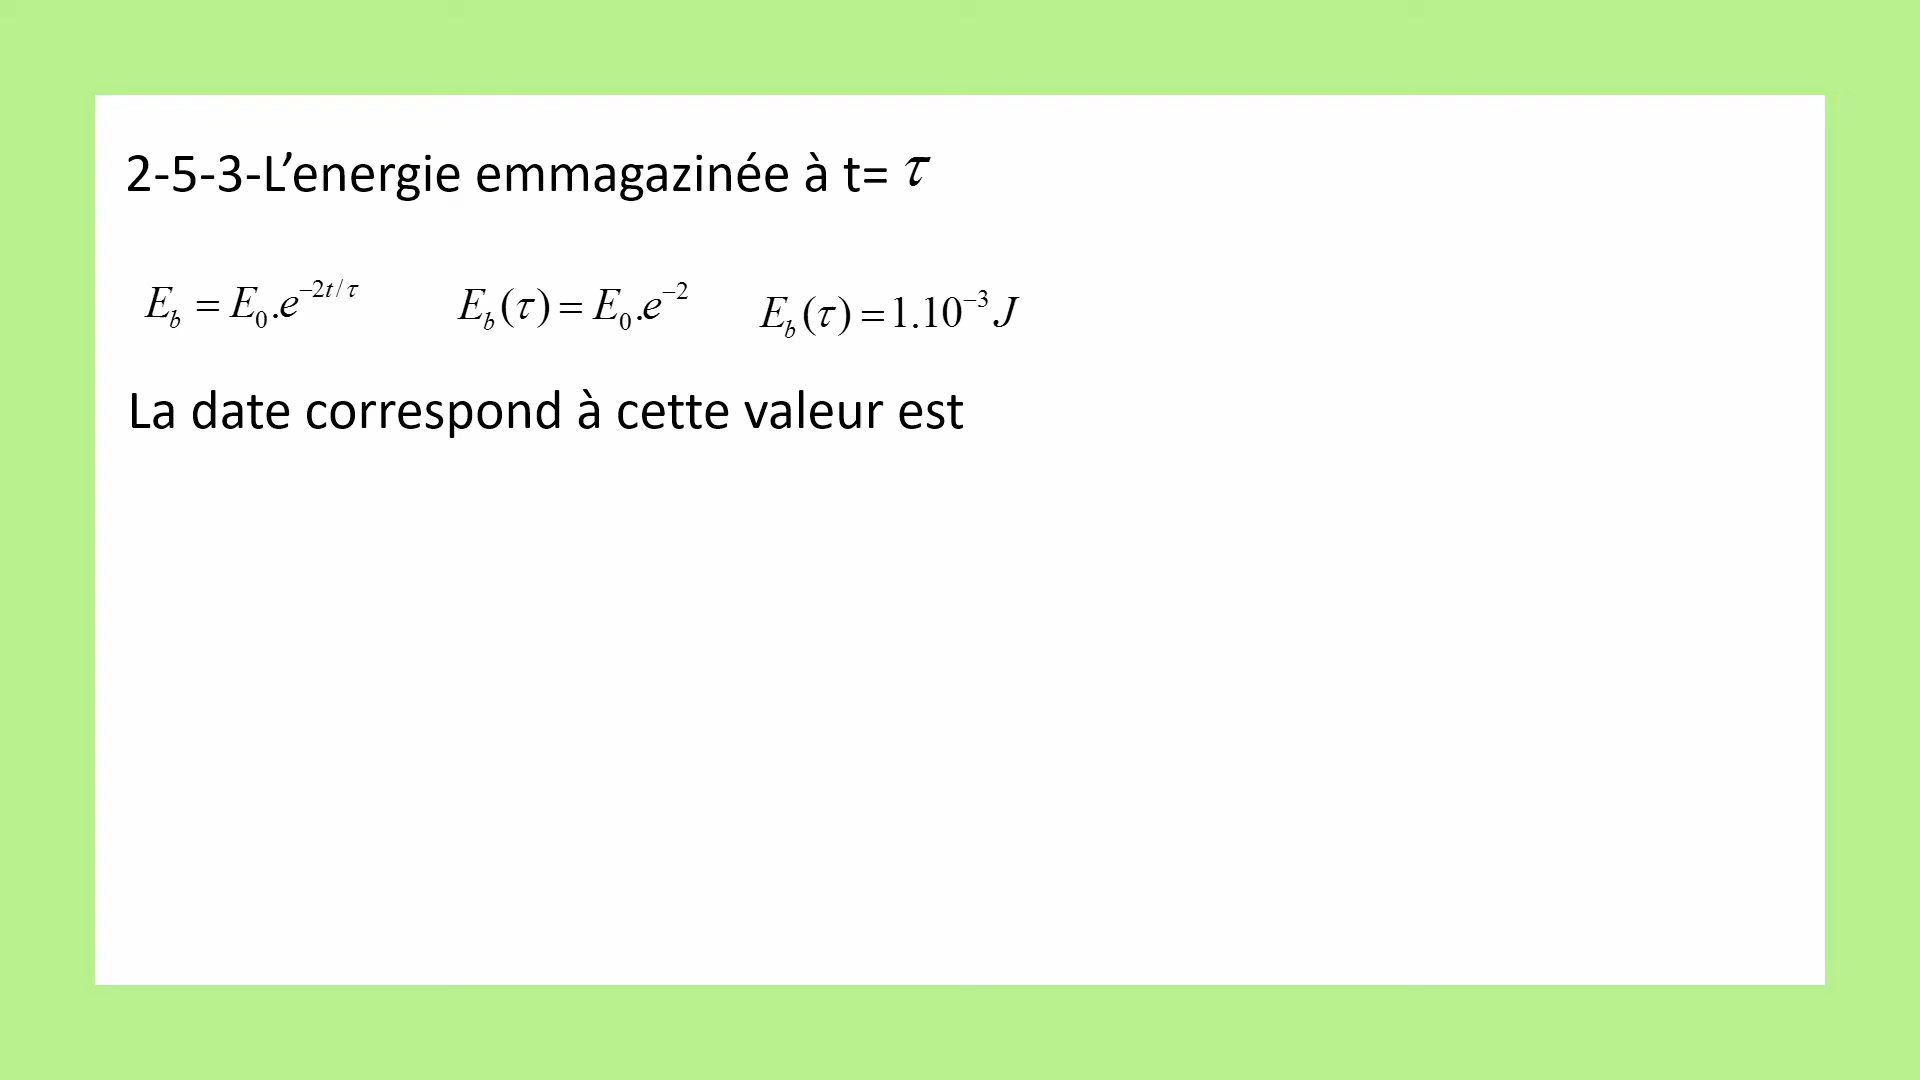 2-5-3-L’energie emmagazinée à t= τ
E_b = E_0.e^{-2t/τ} E_b(τ) = E_0.e^{-2} E_b(τ) = 1.10^{-3} J
La date correspond à cette valeur est